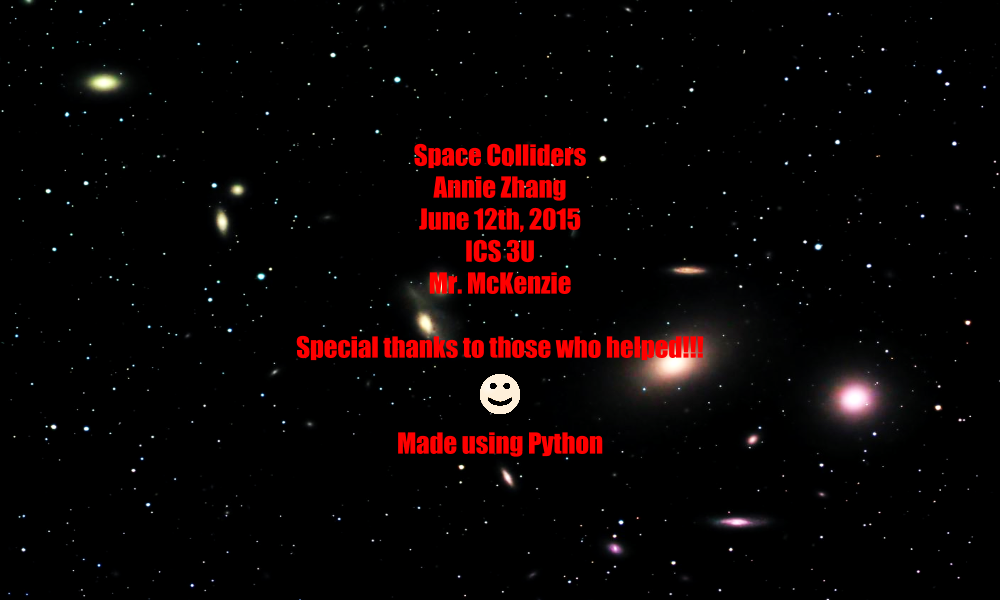 Space Colliders
Annie Zhang
June 12th, 2015
ICS 3U
Mr. McKenzie
Special thanks to those who helped!!!
Made using Python